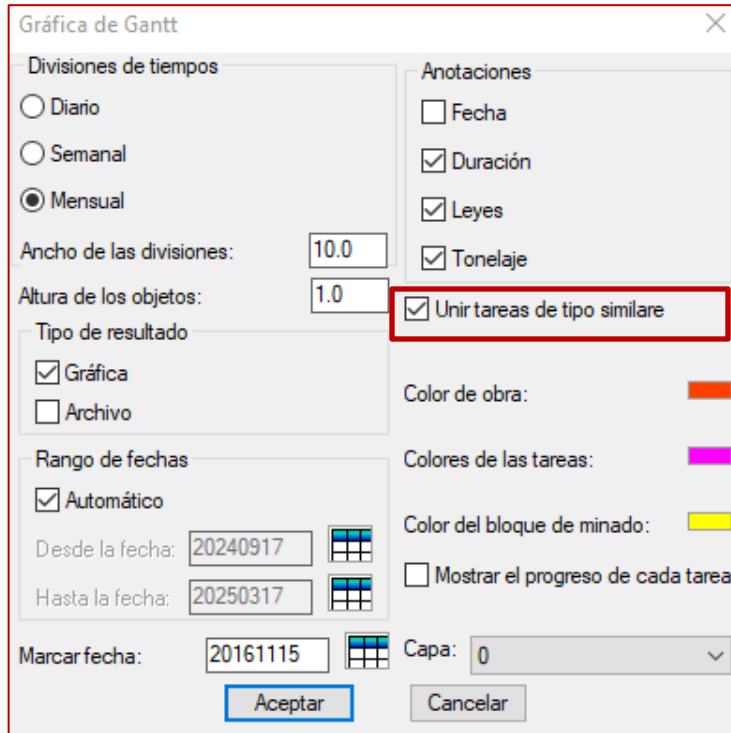 Gráfica de Gantt
Divisiones de tiempos
Diario
Semanal
Mensual
Ancho de las divisiones: 10.0
Altura de los objetos: 1.0
Tipo de resultado
Gráfica
Archivo
Rango de fechas
Automático
Desde la fecha: 20240917
Hasta la fecha: 20250317
Marcar fecha: 20161115
Anotaciones
Fecha
Duración
Leyes
Tonelaje
Unir tareas de tipo similare
Color de obra:
Colores de las tareas:
Color del bloque de minado:
Mostrar el progreso de cada tarea
Capa: 0
Aceptar
Cancelar